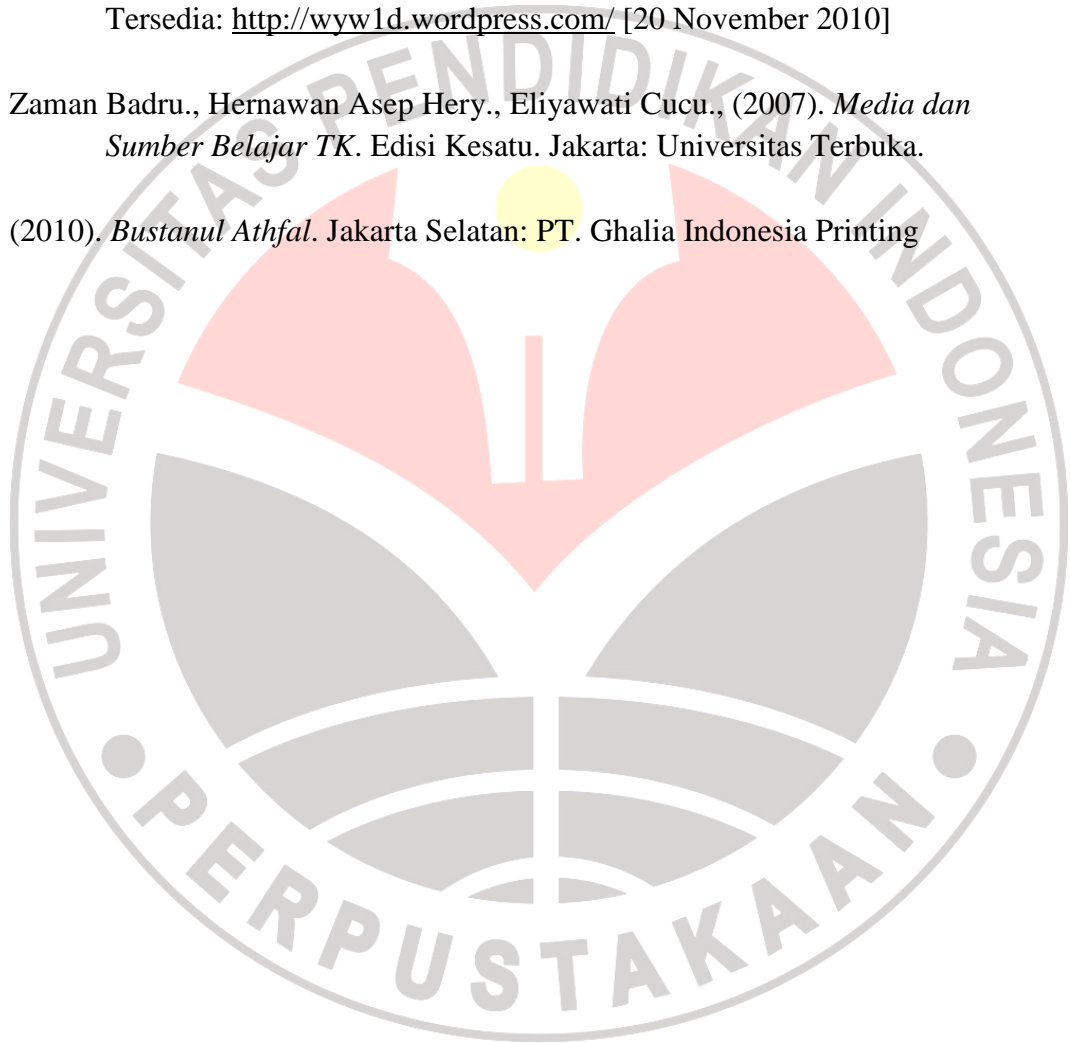 Tersedia: http://wyw1d.wordpress.com/ [20 November 2010]
Zaman Badru., Hernawan Asep Hery., Eliyawati Cucu., (2007). Media dan
Sumber Belajar TK. Edisi Kesatu. Jakarta: Universitas Terbuka.
(2010). Bustanul Athfal. Jakarta Selatan: PT. Ghalia Indonesia Printing
UNIVERSITAS PENDIDIKAN INDONESIA
PERPUSTAKAAN